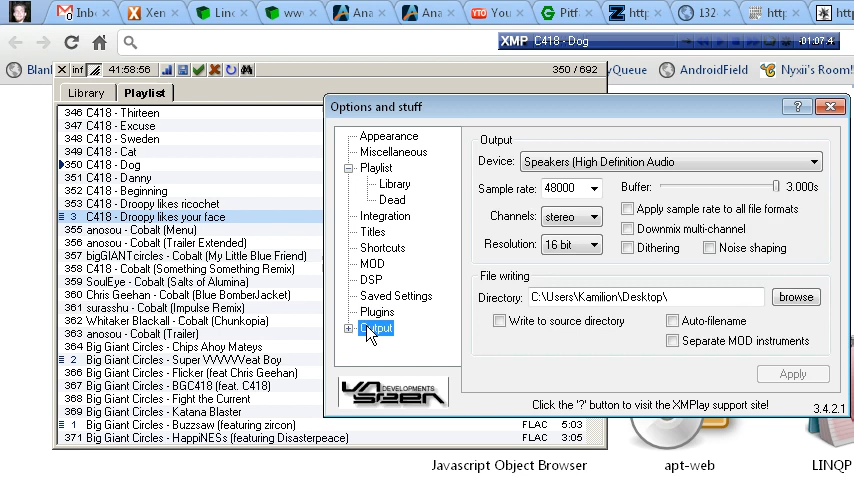 Inb
Xen
Linc
ww
Ana
Ana
You
Pitf
http:
132
http
http
XMP C418 - Dog -01:07.4
Blanl
yQueue
AndroidField
Nyxii's Room!
inf 41:58:56 350 / 692
Library Playlist
346 C418 - Thirteen
347 C418 - Excuse
348 C418 - Sweden
349 C418 - Cat
350 C418 - Dog
351 C418 - Danny
352 C418 - Beginning
353 C418 - Droopy likes ricochet
3 C418 - Droopy likes your face
355 anosou - Cobalt (Menu)
356 anosou - Cobalt (Trailer Extended)
357 bigGIANTcircles - Cobalt (My Little Blue Friend)
358 C418 - Cobalt (Something Something Remix)
359 SoulEye - Cobalt (Salts of Alumina)
360 Chris Geehan - Cobalt (Blue BomberJacket)
361 surasshu - Cobalt (Impulse Remix)
362 Whitaker Blackall - Cobalt (Chunkopia)
363 anosou - Cobalt (Trailer)
364 Big Giant Circles - Chips Ahoy Mateys
2 Big Giant Circles - Super VVVVVVeat Boy
366 Big Giant Circles - Flicker (feat Chris Geehan)
367 Big Giant Circles - BGC418 (feat. C418)
368 Big Giant Circles - Fight the Current
369 Big Giant Circles - Katana Blaster
1 Big Giant Circles - Buzzsaw (featuring zircon) FLAC 5:03
371 Big Giant Circles - HappiNESs (featuring Disasterpeace) FLAC 3:05
Options and stuff
Appearance
Miscellaneous
Playlist
Library
Dead
Integration
Titles
Shortcuts
MOD
DSP
Saved Settings
Plugins
Output
UN4SEEN DEVELOPMENTS
Output
Device: Speakers (High Definition Audio
Sample rate: 48000 Buffer: 3.000s
Channels: stereo
Resolution: 16 bit
Apply sample rate to all file formats
Downmix multi-channel
Dithering Noise shaping
File writing
Directory: C:\Users\Kamilion\Desktop\ browse
Write to source directory Auto-filename
Separate MOD instruments
Apply
Click the '?' button to visit the XMPlay support site!
3.4.2.1
Javascript Object Browser
apt-web
LINQP